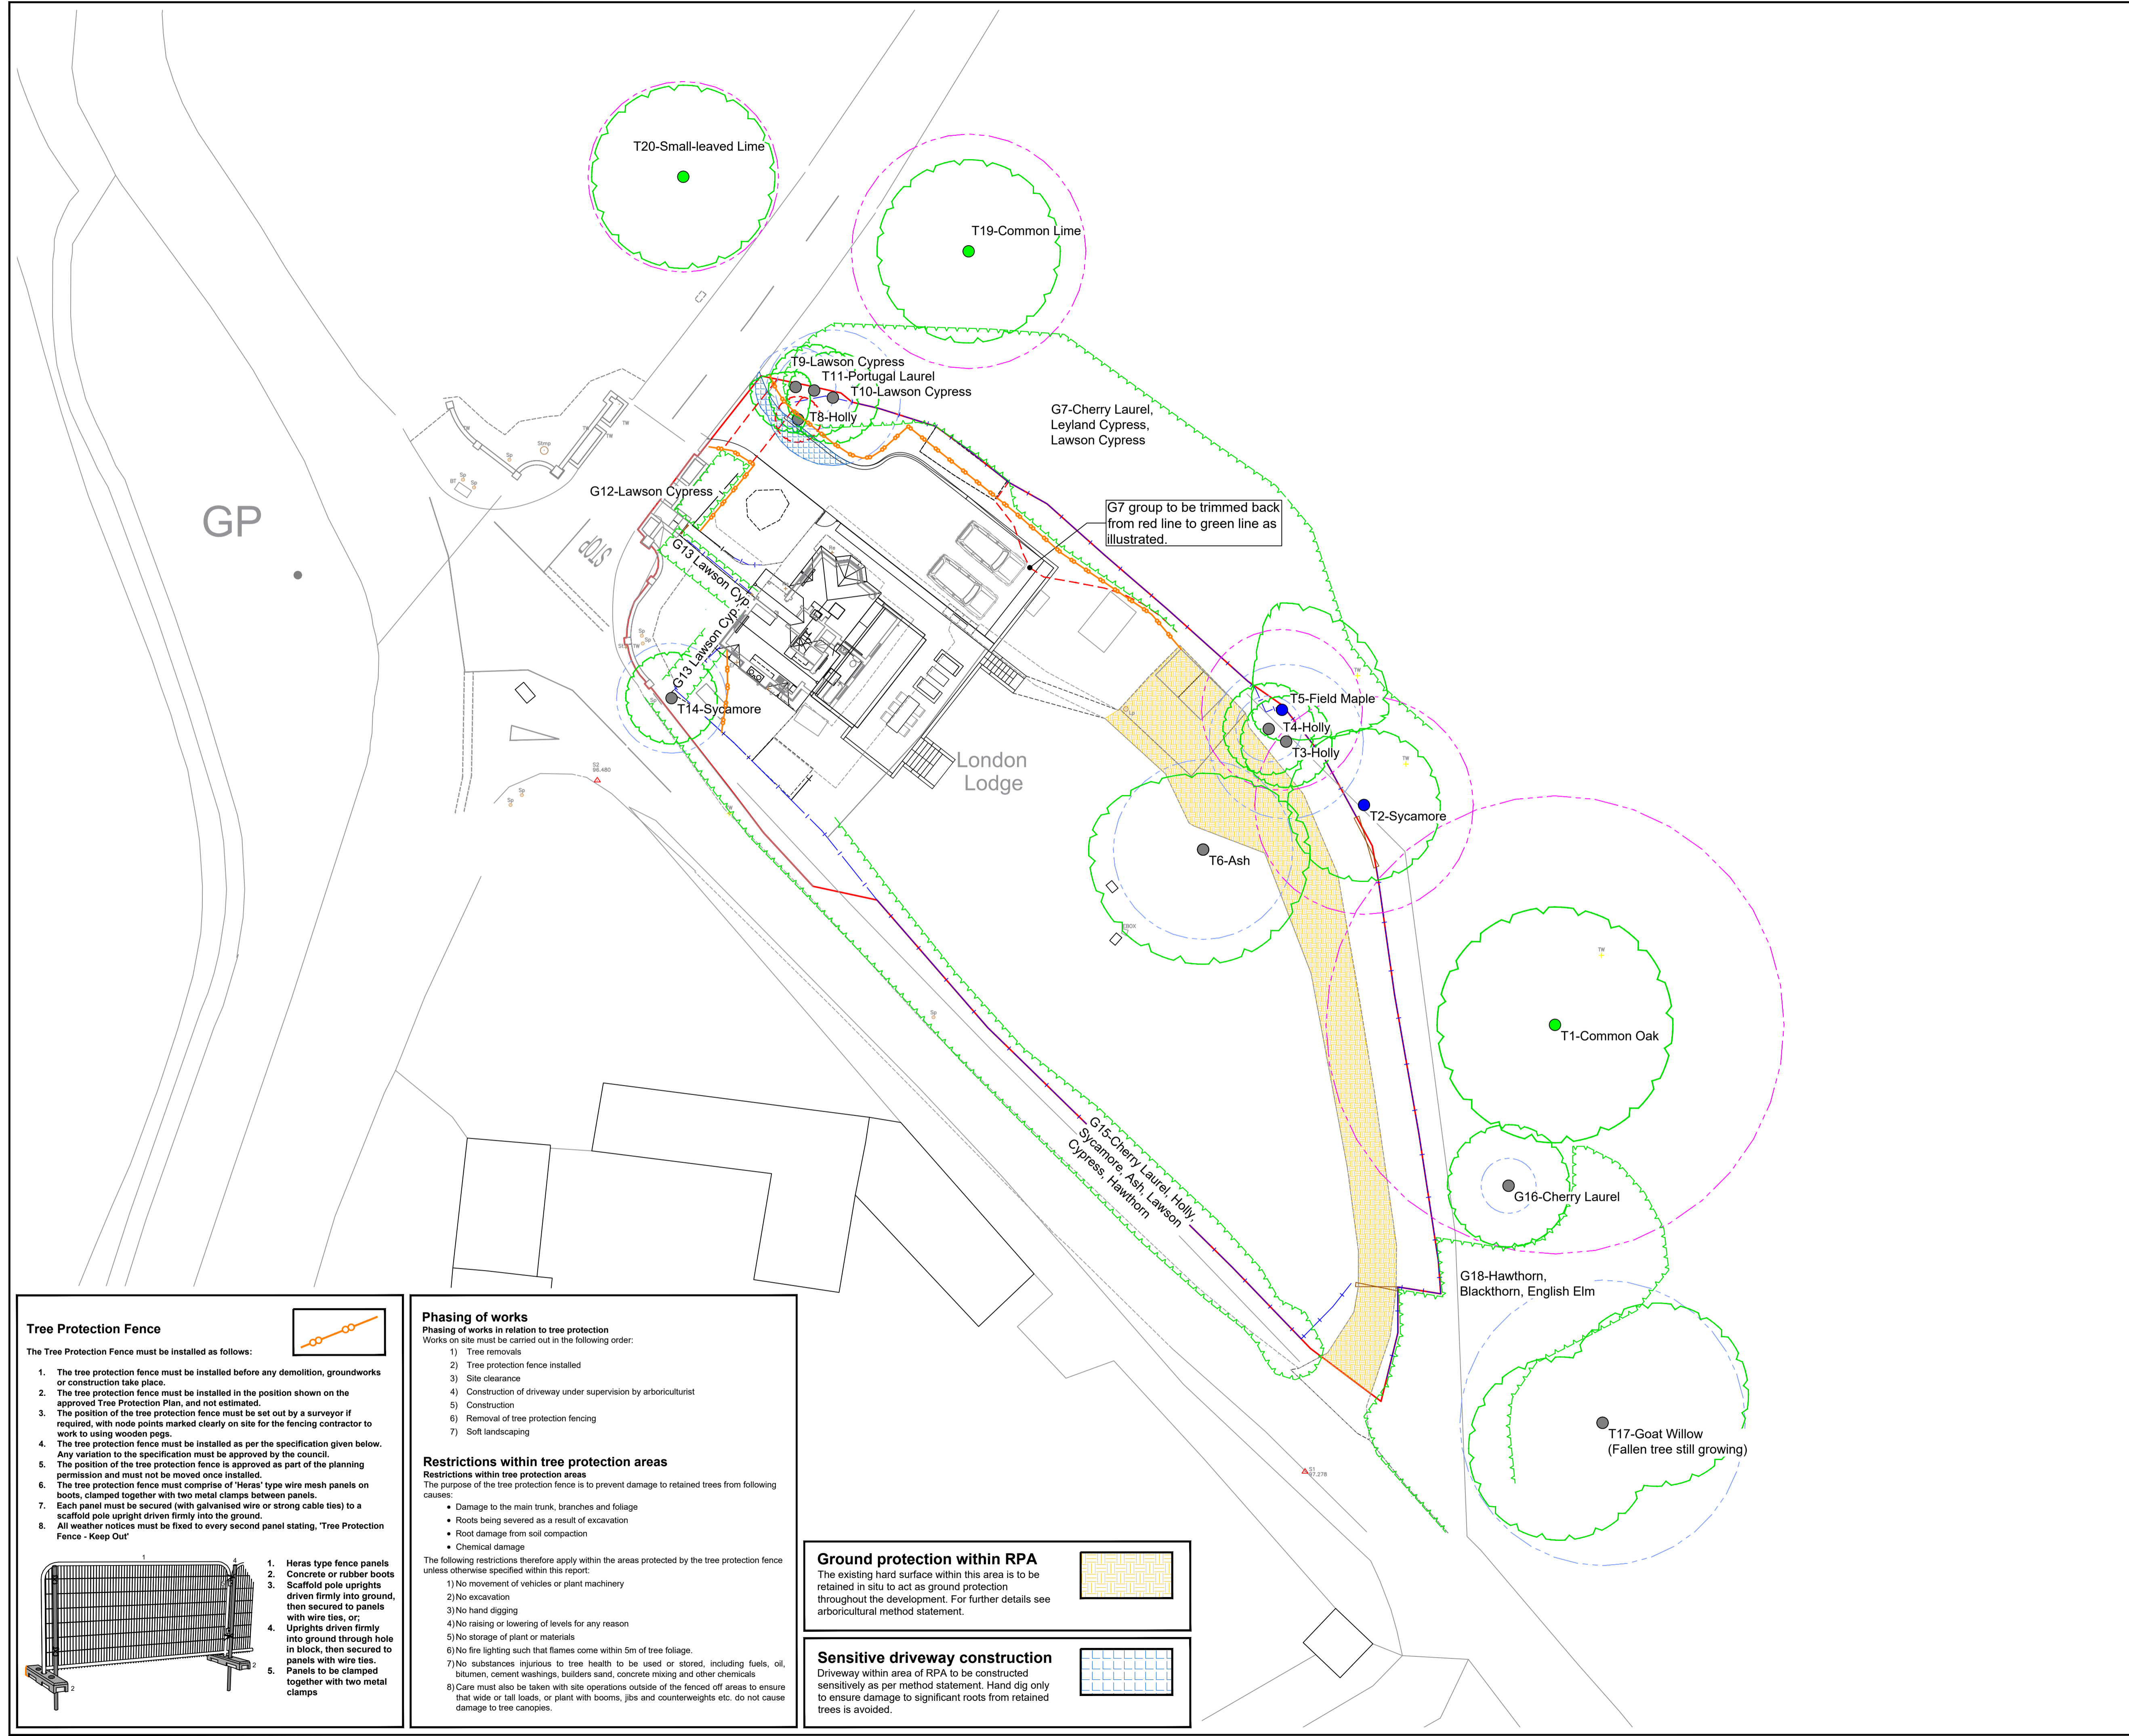 T20-Small-leaved Lime
T19-Common Lime
T9-Lawson Cypress
T11-Portugal Laurel
T10-Lawson Cypress
T8-Holly
G7-Cherry Laurel,
Leyland Cypress,
Lawson Cypress
TW
TW
TW
TW
Stmp
Sp
Sp
Sp
BT
G12-Lawson Cypress
G7 group to be trimmed back
from red line to green line as
illustrated.
GP
STOP
G13 Lawson Cyp.
Re
G13 Lawson Cyp.
Sp
Sp
T14-Sycamore
T5-Field Maple
T4-Holly
T3-Holly
TW
London
Lodge
S2
96.480
Sp
Sp
T2-Sycamore
T6-Ash
TW
T1-Common Oak
Sp
G15-Cherry Laurel, Holly,
Sycamore, Ash, Lawson
Cypress, Hawthorn
G16-Cherry Laurel
G18-Hawthorn,
Blackthorn, English Elm
T17-Goat Willow
(Fallen tree still growing)
S1
97.278
Tree Protection Fence
The Tree Protection Fence must be installed as follows:
1. The tree protection fence must be installed before any demolition, groundworks
or construction take place.
2. The tree protection fence must be installed in the position shown on the
approved Tree Protection Plan, and not estimated.
3. The position of the tree protection fence must be set out by a surveyor if
required, with node points marked clearly on site for the fencing contractor to
work to using wooden pegs.
4. The tree protection fence must be installed as per the specification given below.
Any variation to the specification must be approved by the council.
5. The position of the tree protection fence is approved as part of the planning
permission and must not be moved once installed.
6. The tree protection fence must comprise of 'Heras' type wire mesh panels on
boots, clamped together with two metal clamps between panels.
7. Each panel must be secured (with galvanised wire or strong cable ties) to a
scaffold pole upright driven firmly into the ground.
8. All weather notices must be fixed to every second panel stating, 'Tree Protection
Fence - Keep Out'
1
4
2
2
1. Heras type fence panels
2. Concrete or rubber boots
3. Scaffold pole uprights
driven firmly into ground,
then secured to panels
with wire ties, or;
4. Uprights driven firmly
into ground through hole
in block, then secured to
panels with wire ties.
5. Panels to be clamped
together with two metal
clamps
Phasing of works
Phasing of works in relation to tree protection
Works on site must be carried out in the following order:
1) Tree removals
2) Tree protection fence installed
3) Site clearance
4) Construction of driveway under supervision by arboriculturist
5) Construction
6) Removal of tree protection fencing
7) Soft landscaping
Restrictions within tree protection areas
Restrictions within tree protection areas
The purpose of the tree protection fence is to prevent damage to retained trees from following
causes:
• Damage to the main trunk, branches and foliage
• Roots being severed as a result of excavation
• Root damage from soil compaction
• Chemical damage
The following restrictions therefore apply within the areas protected by the tree protection fence
unless otherwise specified within this report:
1) No movement of vehicles or plant machinery
2) No excavation
3) No hand digging
4) No raising or lowering of levels for any reason
5) No storage of plant or materials
6) No fire lighting such that flames come within 5m of tree foliage.
7) No substances injurious to tree health to be used or stored, including fuels, oil,
bitumen, cement washings, builders sand, concrete mixing and other chemicals
8) Care must also be taken with site operations outside of the fenced off areas to ensure
that wide or tall loads, or plant with booms, jibs and counterweights etc. do not cause
damage to tree canopies.
Ground protection within RPA
The existing hard surface within this area is to be
retained in situ to act as ground protection
throughout the development. For further details see
arboricultural method statement.
Sensitive driveway construction
Driveway within area of RPA to be constructed
sensitively as per method statement. Hand dig only
to ensure damage to significant roots from retained
trees is avoided.